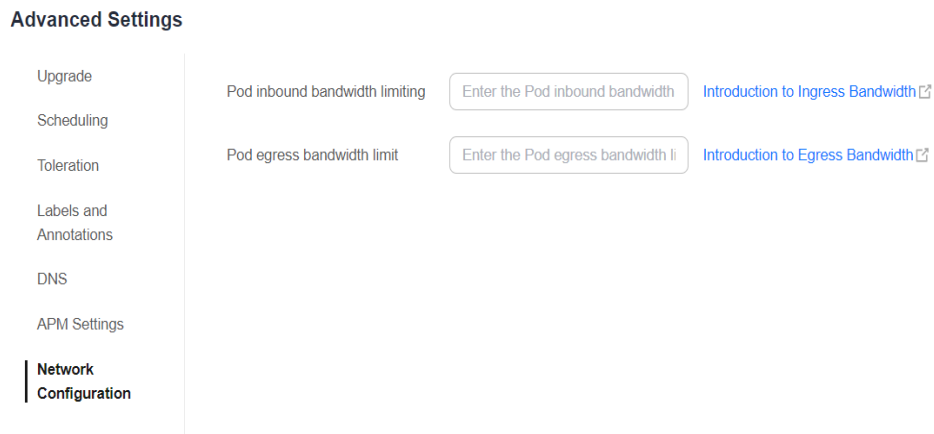 Advanced Settings
Upgrade
Scheduling
Toleration
Labels and
Annotations
DNS
APM Settings
Network
Configuration
Pod inbound bandwidth limiting
Enter the Pod inbound bandwidth
Introduction to Ingress Bandwidth
Pod egress bandwidth limit
Enter the Pod egress bandwidth li
Introduction to Egress Bandwidth